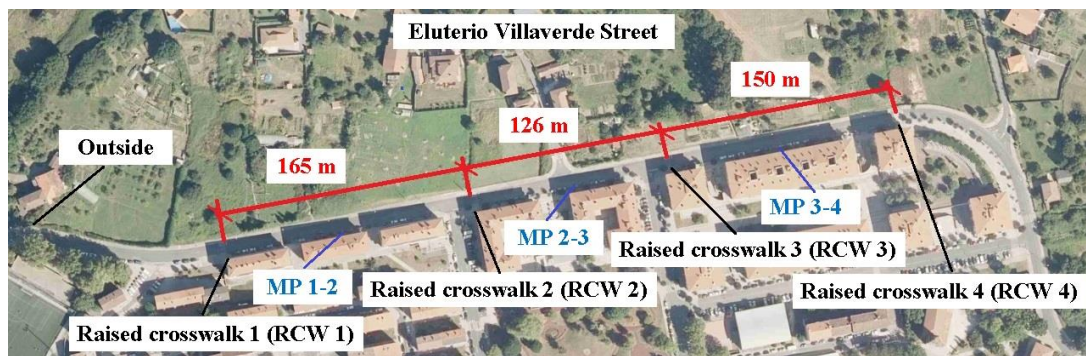 Eluterio Villaverde Street
150 m
126 m
Outside
165 m
MP 3-4
MP 2-3
Raised crosswalk 3 (RCW 3)
MP 1-2
Raised crosswalk 2 (RCW 2)
Raised crosswalk 4 (RCW 4)
Raised crosswalk 1 (RCW 1)